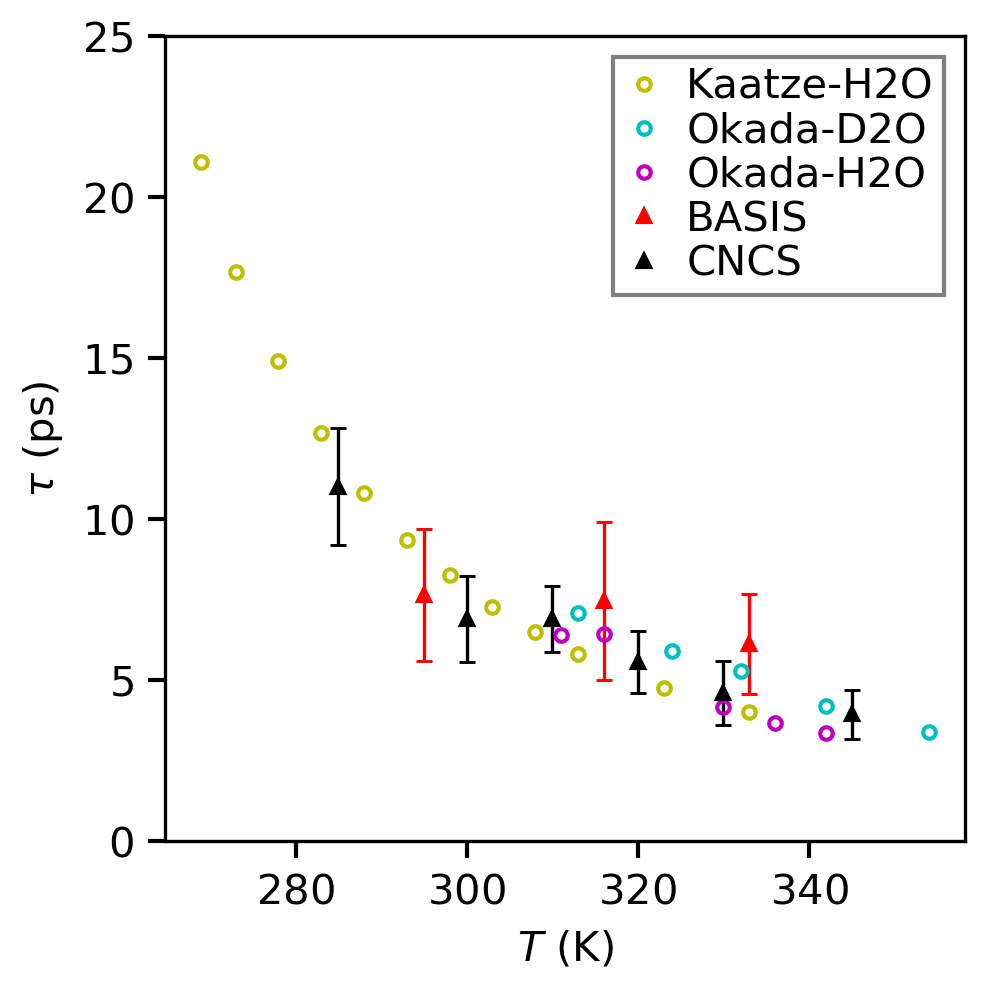 25
20
15
10
5
0
τ (ps)
Kaatze-H2O
Okada-D2O
Okada-H2O
BASIS
CNCS
280
300
320
340
T (K)